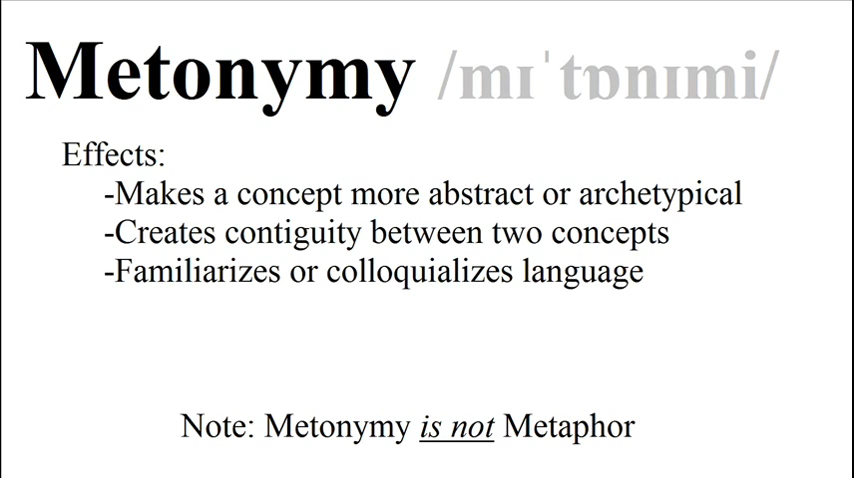 Metonymy /mɪˈtɒnɪmi/
Effects:
-Makes a concept more abstract or archetypical
-Creates contiguity between two concepts
-Familiarizes or colloquializes language
Note: Metonymy is not Metaphor